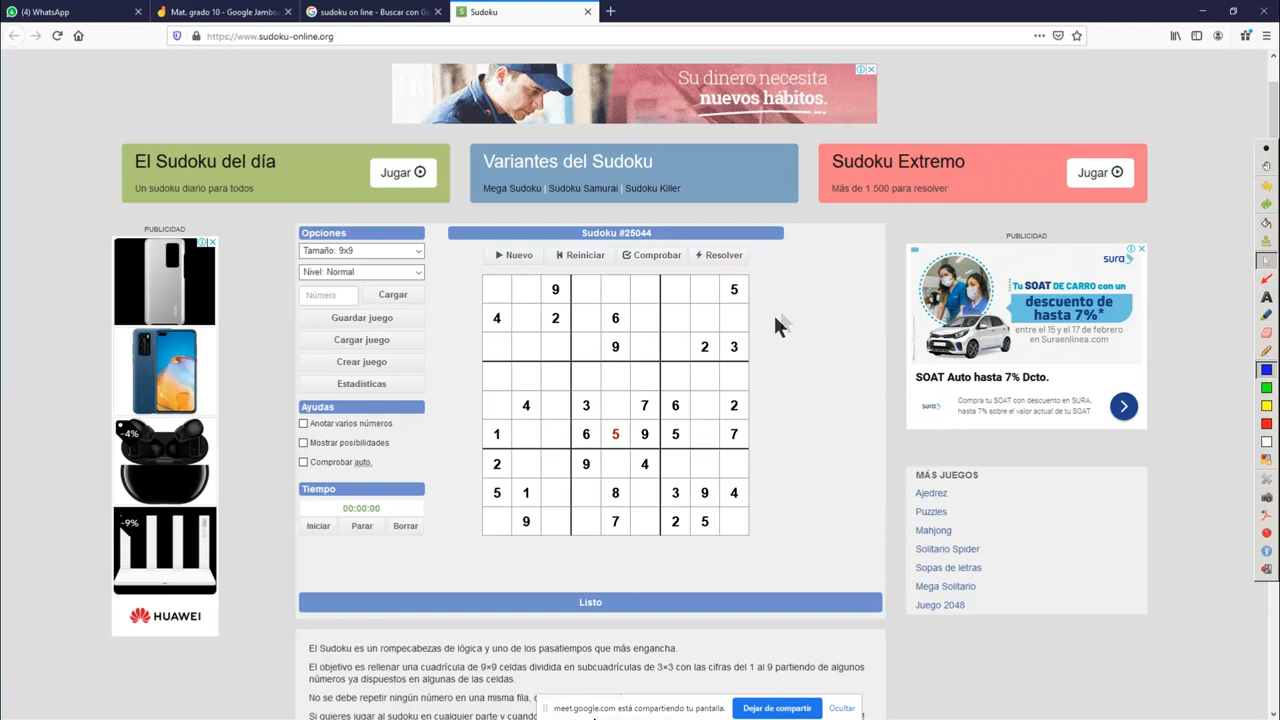 (4) WhatsApp
Mat. grado 10 - Google Jambo
sudoku on line - Buscar con G
Sudoku
https://www.sudoku-online.org
Su dinero necesita
nuevos hábitos.
El Sudoku del día
Jugar
Un sudoku diario para todos
Variantes del Sudoku
Mega Sudoku | Sudoku Samurai | Sudoku Killer
Sudoku Extremo
Jugar
Más de 1.500 para resolver
PUBLICIDAD
-4%
-9%
HUAWEI
Opciones
Tamaño: 9x9
Nivel: Normal
Número
Cargar
Guardar juego
Cargar juego
Crear juego
Estadísticas
Ayudas
Anotar varios números
Mostrar posibilidades
Comprobar auto.
Tiempo
00:00:00
Iniciar Parar Borrar
Sudoku #25044
Nuevo Reiniciar Comprobar Resolver
9 5
4 2 6
9 2 3
4 3 7 6 2
1 6 5 9 5 7
2 9 4
5 1 8 3 9 4
9 7 2 5
Listo
El Sudoku es un rompecabezas de lógica y uno de los pasatiempos que más engancha.
El objetivo es rellenar una cuadrícula de 9×9 celdas dividida en subcuadrículas de 3×3 con las cifras del 1 al 9 partiendo de algunos
números ya dispuestos en algunas de las celdas.
No se debe repetir ningún número en una misma fila,
Si quieres jugar al sudoku en cualquier parte y cuando
meet.google.com está compartiendo tu pantalla.
Dejar de compartir
Ocultar
PUBLICIDAD
sura
Tu SOAT DE CARRO con un
descuento de
hasta 7%*
entre el 15 y el 17 de febrero
en Suraenlinea.com
SOAT Auto hasta 7% Dcto.
sura
Compra tu SOAT con descuento en SURA,
hasta 7% sobre el valor actual de tu SOAT
MÁS JUEGOS
Ajedrez
Puzzles
Mahjong
Solitario Spider
Sopas de letras
Mega Solitario
Juego 2048